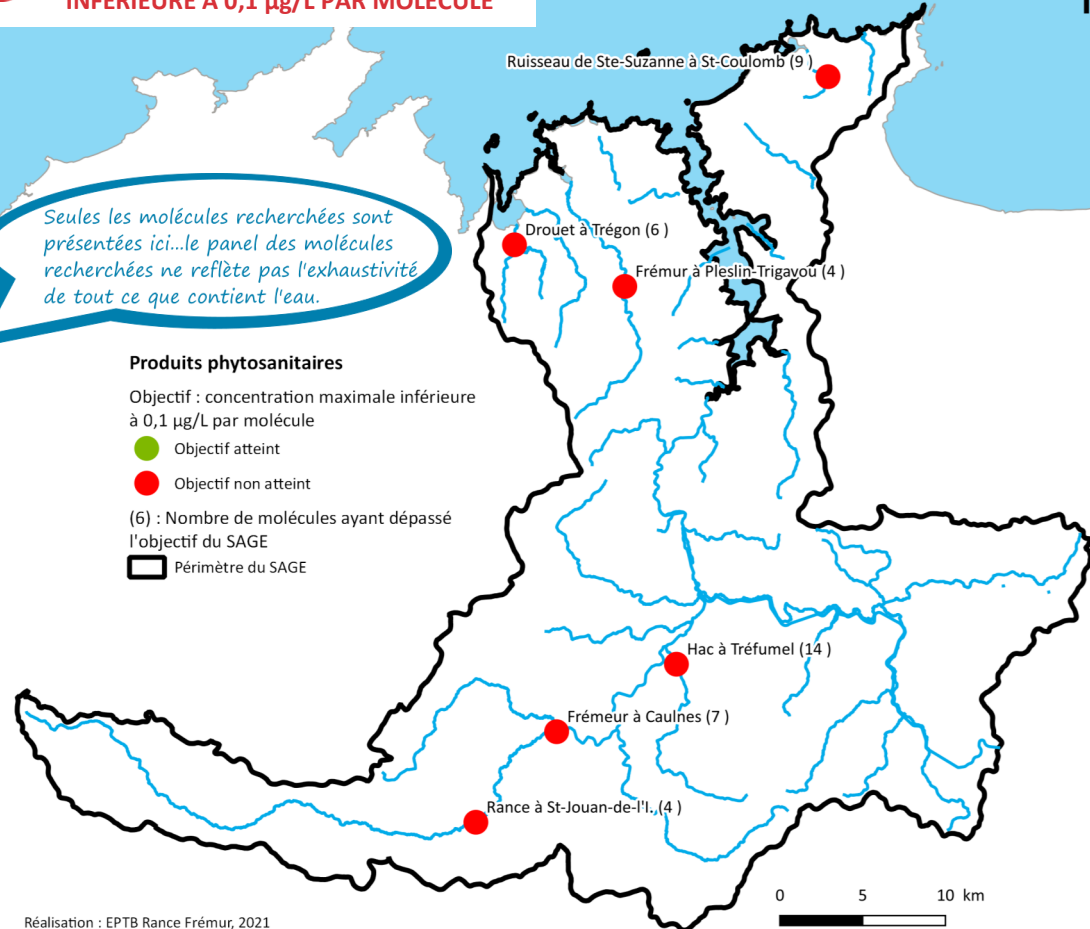 INFÉRIEURE À 0,1 µg/L PAR MOLÉCULE
Ruisseau de Ste-Suzanne à St-Coulomb (9 )
Seules les molécules recherchées sont
présentées ici...le panel des molécules
recherchées ne reflète pas l'exhaustivité
de tout ce que contient l'eau.
Drouet à Trégon (6 )
Frémur à Pleslin-Trigavou (4 )
Produits phytosanitaires
Objectif : concentration maximale inférieure
à 0,1 µg/L par molécule
Objectif atteint
Objectif non atteint
(6) : Nombre de molécules ayant dépassé
l'objectif du SAGE
Périmètre du SAGE
Hac à Tréfumel (14 )
Frémeur à Caulnes (7 )
Rance à St-Jouan-de-l'I. (4 )
0 5 10 km
Réalisation : EPTB Rance Frémur, 2021